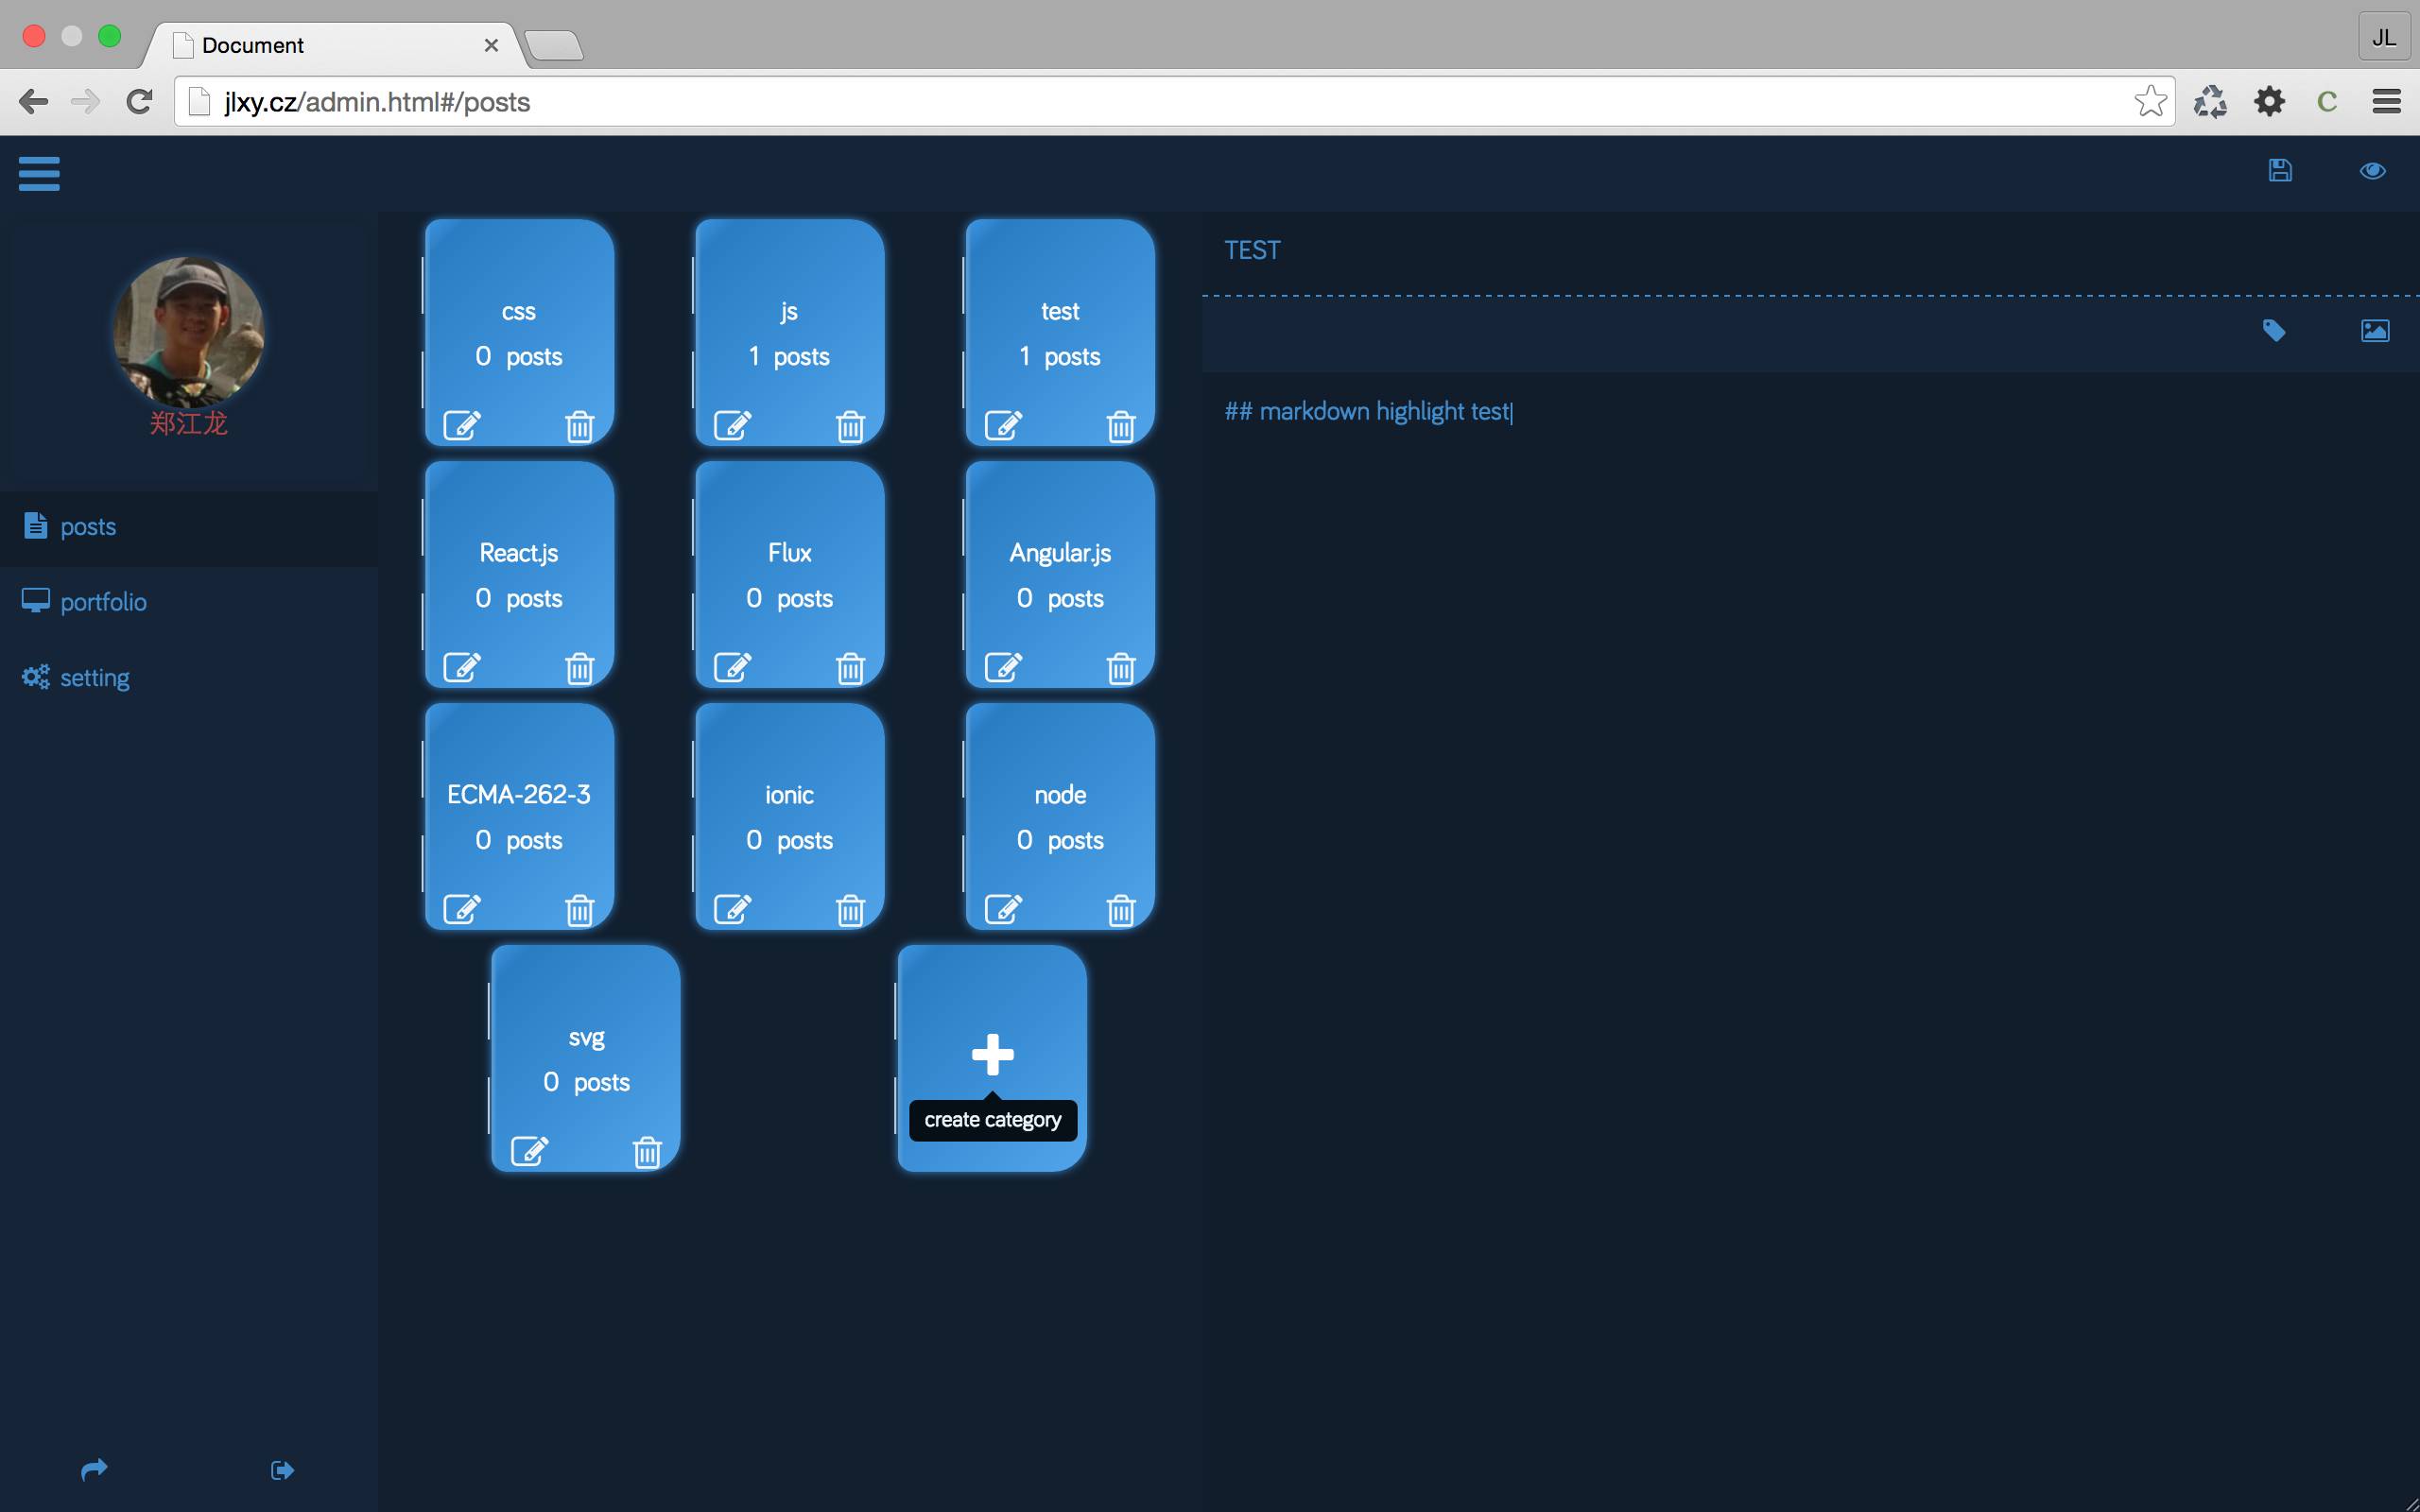 Document
JL
jlxy.cz/admin.html#/posts
C
郑江龙
posts
portfolio
setting
css
0 posts
js
1 posts
test
1 posts
React.js
0 posts
Flux
0 posts
Angular.js
0 posts
ECMA-262-3
0 posts
ionic
0 posts
node
0 posts
svg
0 posts
create category
TEST
## markdown highlight test